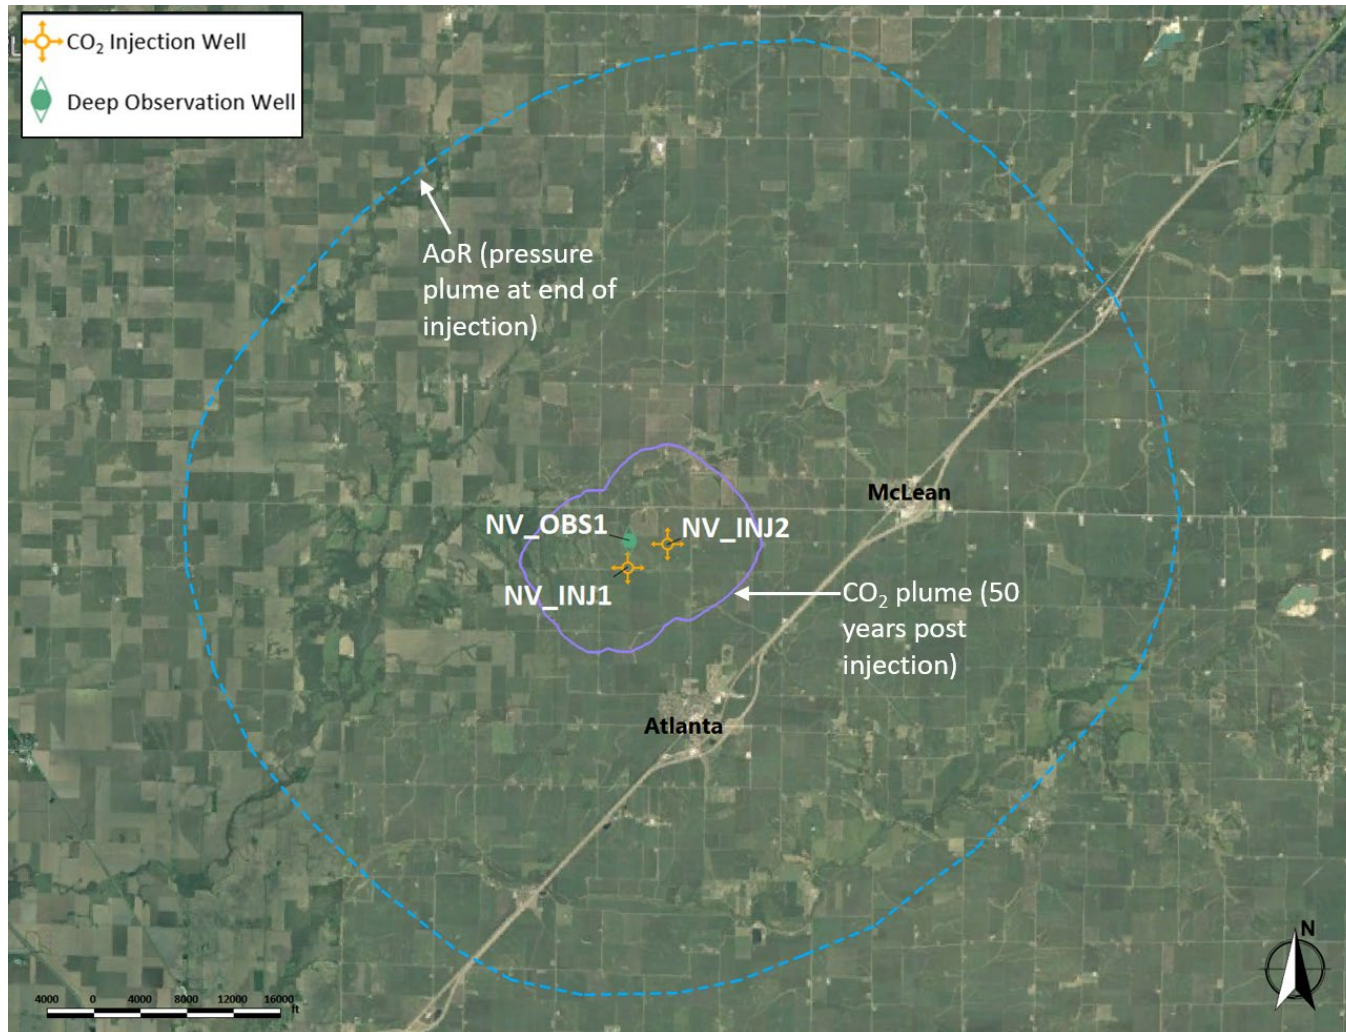 CO₂ Injection Well
Deep Observation Well
AoR (pressure
plume at end of
injection)
McLean
NV_OBS1
NV_INJ2
NV_INJ1
CO₂ plume (50
years post
injection)
Atlanta
N
4000 0 4000 8000 12000 16000
ft